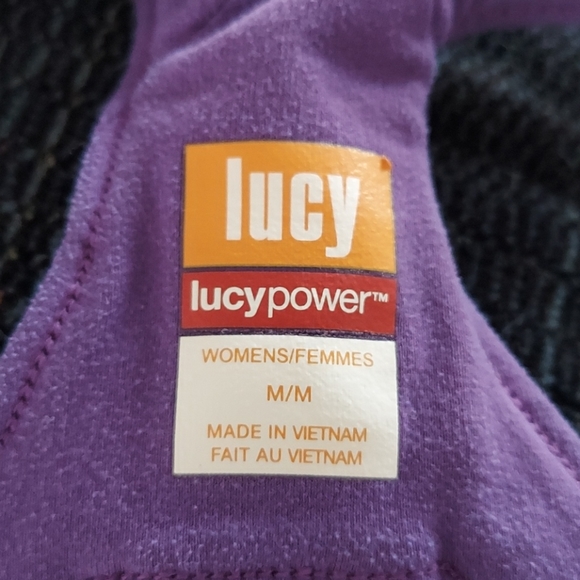 lucy
lucypower™
WOMENS/FEMMES
M/M
MADE IN VIETNAM
FAIT AU VIETNAM